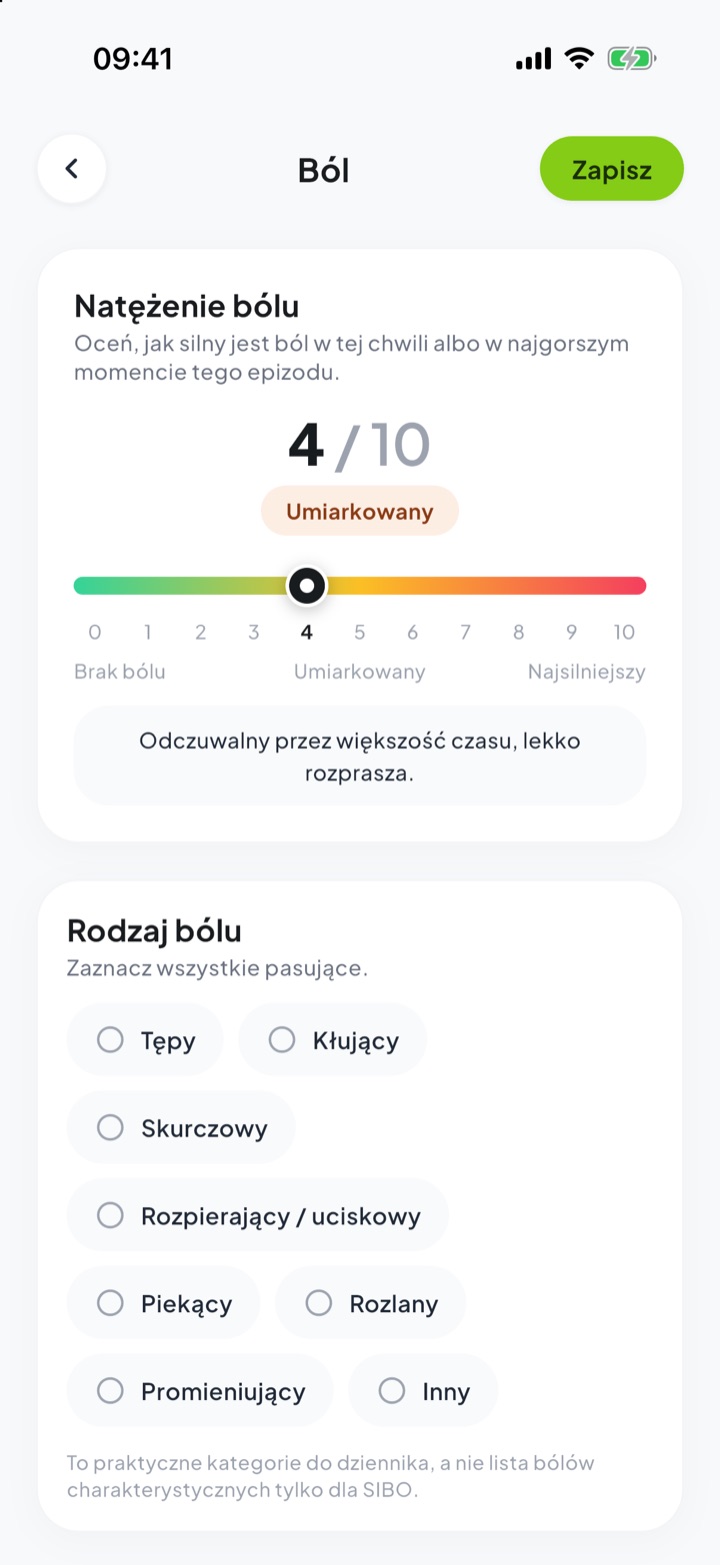 09:41
Ból
Zapisz
Natężenie bólu
Oceń, jak silny jest ból w tej chwili albo w najgorszym
momencie tego epizodu.
4 / 10
Umiarkowany
0 1 2 3 4 5 6 7 8 9 10
Brak bólu Umiarkowany Najsilniejszy
Odczuwalny przez większość czasu, lekko
rozprasza.
Rodzaj bólu
Zaznacz wszystkie pasujące.
Tępy Kłujący
Skurczowy
Rozpierający / uciskowy
Piekący Rozlany
Promieniujący Inny
To praktyczne kategorie do dziennika, a nie lista bólów
charakterystycznych tylko dla SIBO.